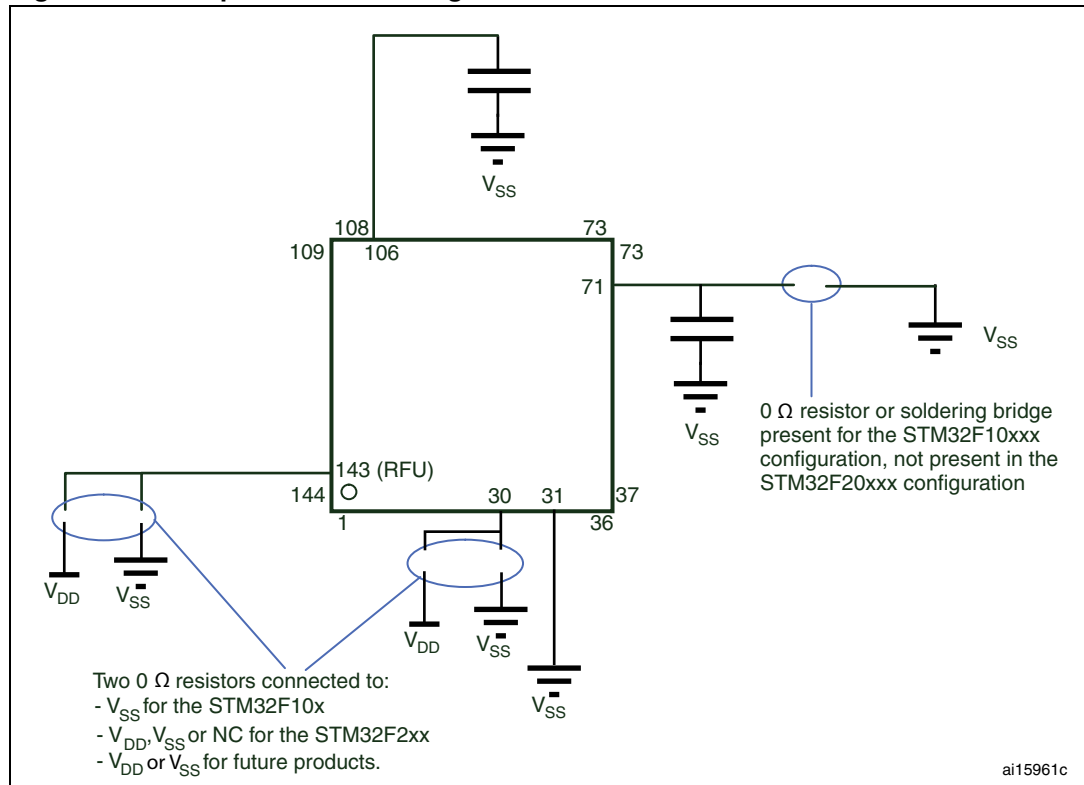 V_SS
108
73
109
106
73
71
V_SS
V_SS
0 Ω resistor or soldering bridge
present for the STM32F10xxx
configuration, not present in the
STM32F20xxx configuration
143 (RFU)
144
30
31
37
1
36
V_DD
V_SS
V_DD
V_SS
V_SS
Two 0 Ω resistors connected to:
- V_SS for the STM32F10x
- V_DD, V_SS or NC for the STM32F2xx
- V_DD or V_SS for future products.
ai15961c